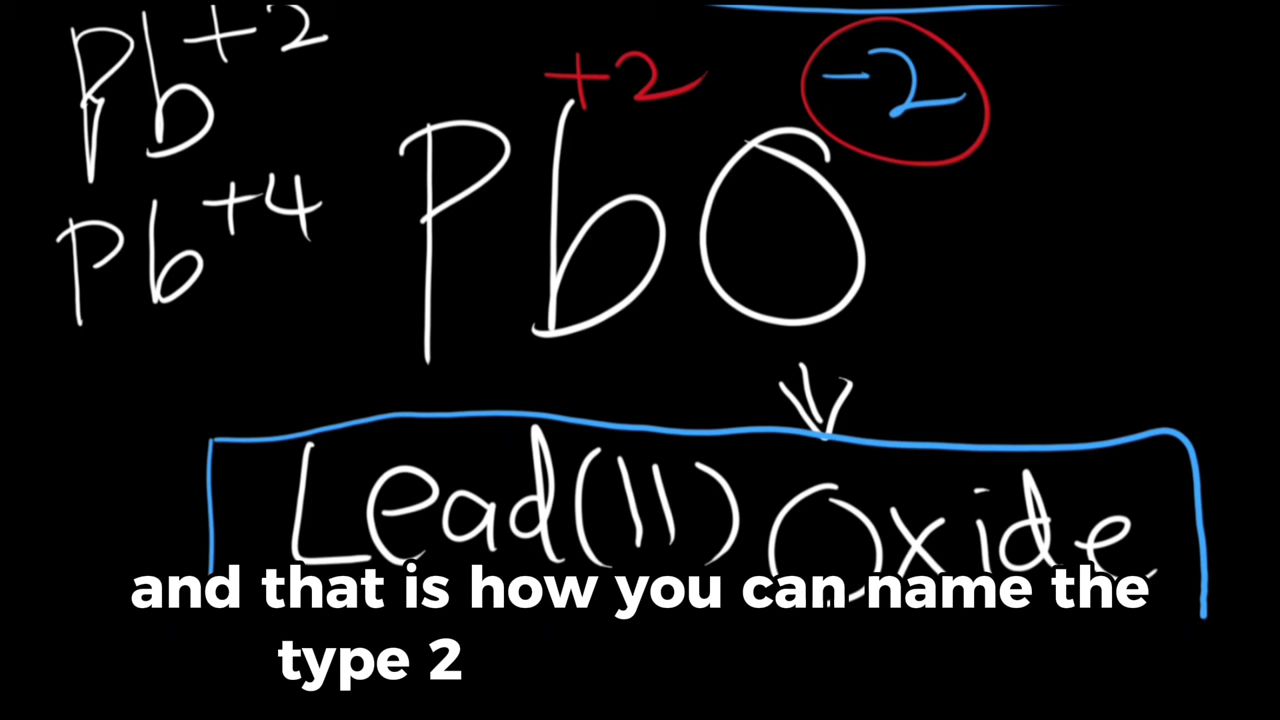 Pb+2
Pb+4
+2 -2
PbO
Lead(II) Oxide
and that is how you can name the
type 2